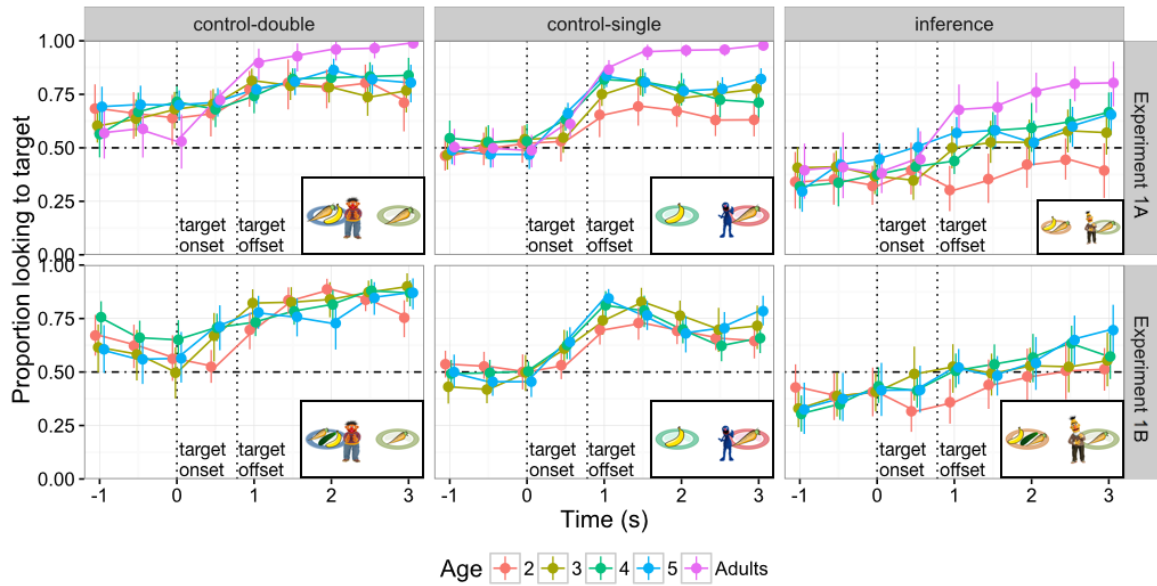 control-double
control-single
inference
Proportion looking to target
1.00
0.75
0.50
0.25
0.00
target
onset
target
offset
target
onset
target
offset
target
onset
target
offset
Experiment 1A
1.00
0.75
0.50
0.25
0.00
target
onset
target
offset
target
onset
target
offset
target
onset
target
offset
Experiment 1B
-1 0 1 2 3
-1 0 1 2 3
-1 0 1 2 3
Time (s)
Age 2 3 4 5 Adults